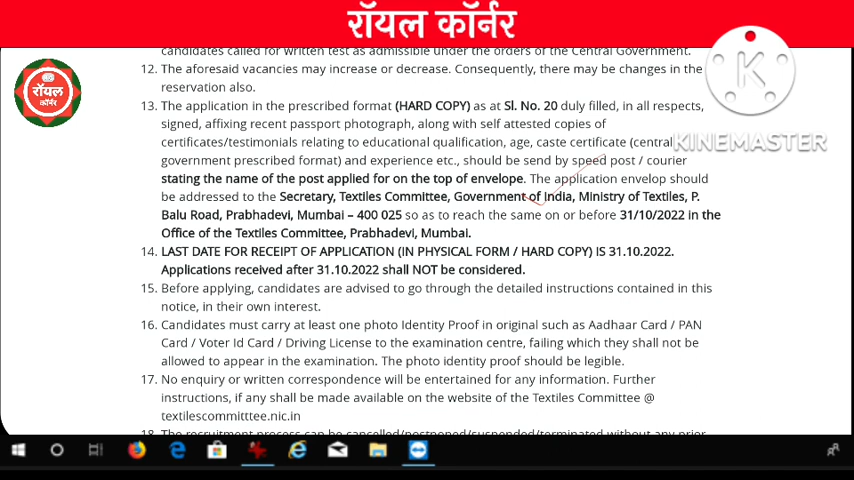 रॉयल कॉर्नर
candidates called for written test as admissible under the orders of the Central Government.
12. The aforesaid vacancies may increase or decrease. Consequently, there may be changes in the
reservation also.
रॉयल
कॉर्नर
K
13. The application in the prescribed format (HARD COPY) as at Sl. No. 20 duly filled, in all respects,
signed, affixing recent passport photograph, along with self attested copies of
certificates/testimonials relating to educational qualification, age, caste certificate (central
KINEMASTER
government prescribed format) and experience etc., should be send by speed post / courier
stating the name of the post applied for on the top of envelope. The application envelop should
be addressed to the Secretary, Textiles Committee, Government of India, Ministry of Textiles, P.
Balu Road, Prabhadevi, Mumbai – 400 025 so as to reach the same on or before 31/10/2022 in the
Office of the Textiles Committee, Prabhadevi, Mumbai.
14. LAST DATE FOR RECEIPT OF APPLICATION (IN PHYSICAL FORM / HARD COPY) IS 31.10.2022.
Applications received after 31.10.2022 shall NOT be considered.
15. Before applying, candidates are advised to go through the detailed instructions contained in this
notice, in their own interest.
16. Candidates must carry at least one photo Identity Proof in original such as Aadhaar Card / PAN
Card / Voter Id Card / Driving License to the examination centre, failing which they shall not be
allowed to appear in the examination. The photo identity proof should be legible.
17. No enquiry or written correspondence will be entertained for any information. Further
instructions, if any shall be made available on the website of the Textiles Committee @
textilescommitttee.nic.in
18. The recruitment process can be cancelled/postponed/suspended/terminated without any prior